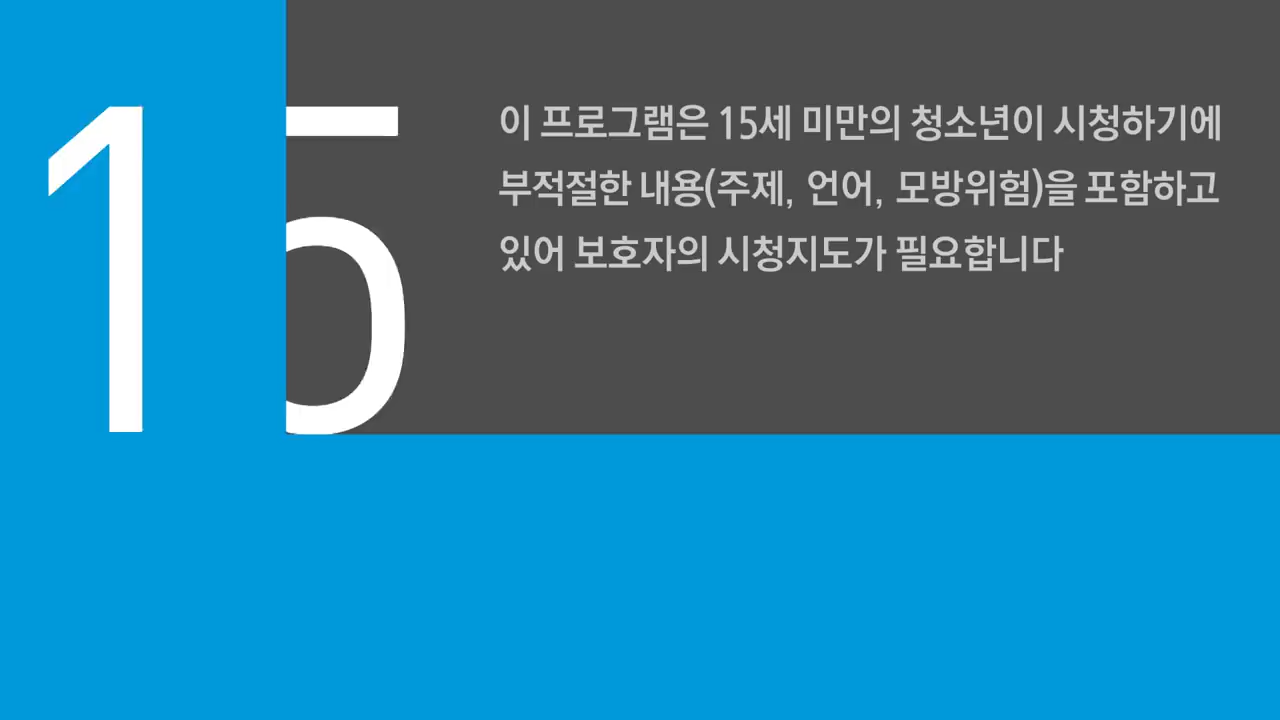 15
이 프로그램은 15세 미만의 청소년이 시청하기에
부적절한 내용(주제, 언어, 모방위험)을 포함하고
있어 보호자의 시청지도가 필요합니다